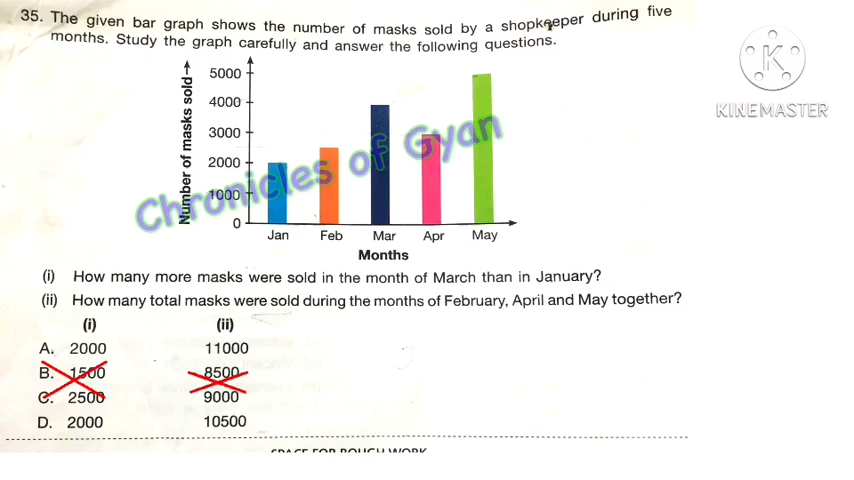 35. The given bar graph shows the number of masks sold by a shopkeeper during five
months. Study the graph carefully and answer the following questions.
K
KINEMASTER
Number of masks sold→
5000
4000
3000
2000
1000
0
Chronicles of Gyan
Jan Feb Mar Apr May
Months
(i) How many more masks were sold in the month of March than in January?
(ii) How many total masks were sold during the months of February, April and May together?
(i) (ii)
A. 2000 11000
B. 1500 8500
C. 2500 9000
D. 2000 10500
SPACE FOR ROUGH WORK